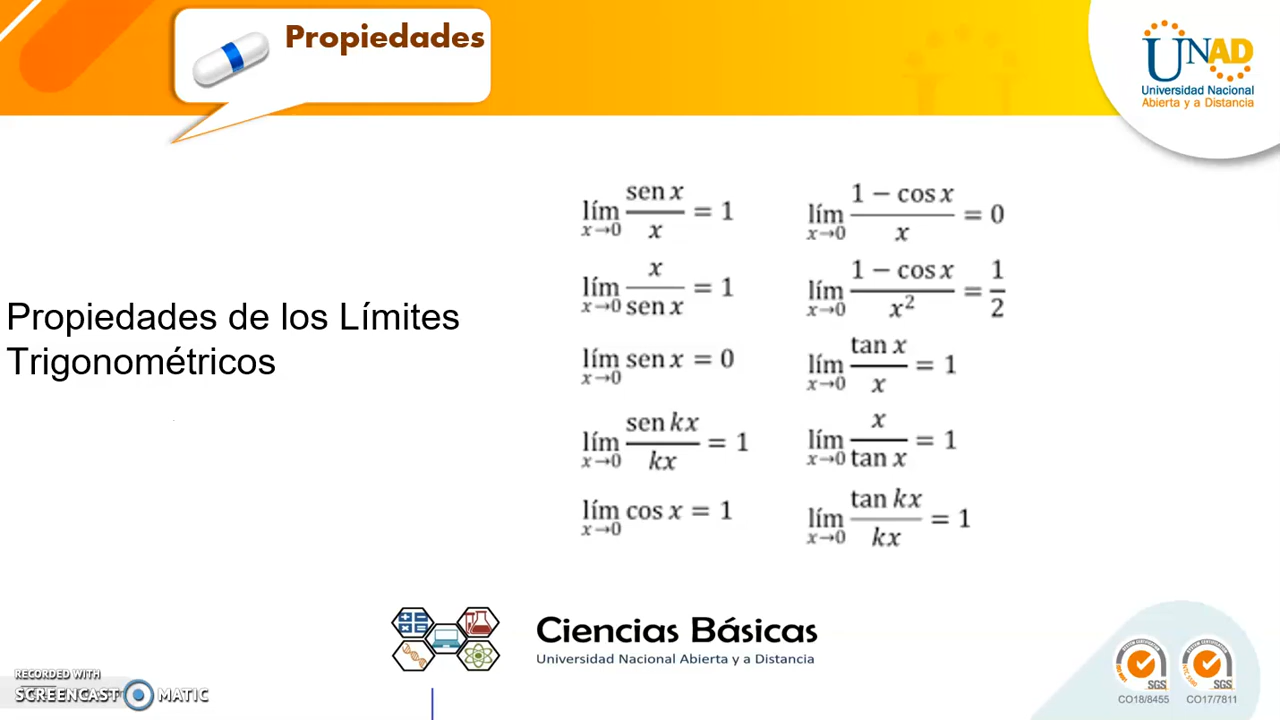 Propiedades
UNAD
Universidad Nacional
Abierta y a Distancia
Propiedades de los Límites
Trigonométricos
lím x→0 sen x / x = 1
lím x→0 x / sen x = 1
lím x→0 sen x = 0
lím x→0 sen kx / kx = 1
lím x→0 cos x = 1
lím x→0 1 − cos x / x = 0
lím x→0 1 − cos x / x² = 1/2
lím x→0 tan x / x = 1
lím x→0 x / tan x = 1
lím x→0 tan kx / kx = 1
Ciencias Básicas
Universidad Nacional Abierta y a Distancia
RECORDED WITH
SCREENCAST MATIC
SGS
CO18/8455
SGS
CO17/7811